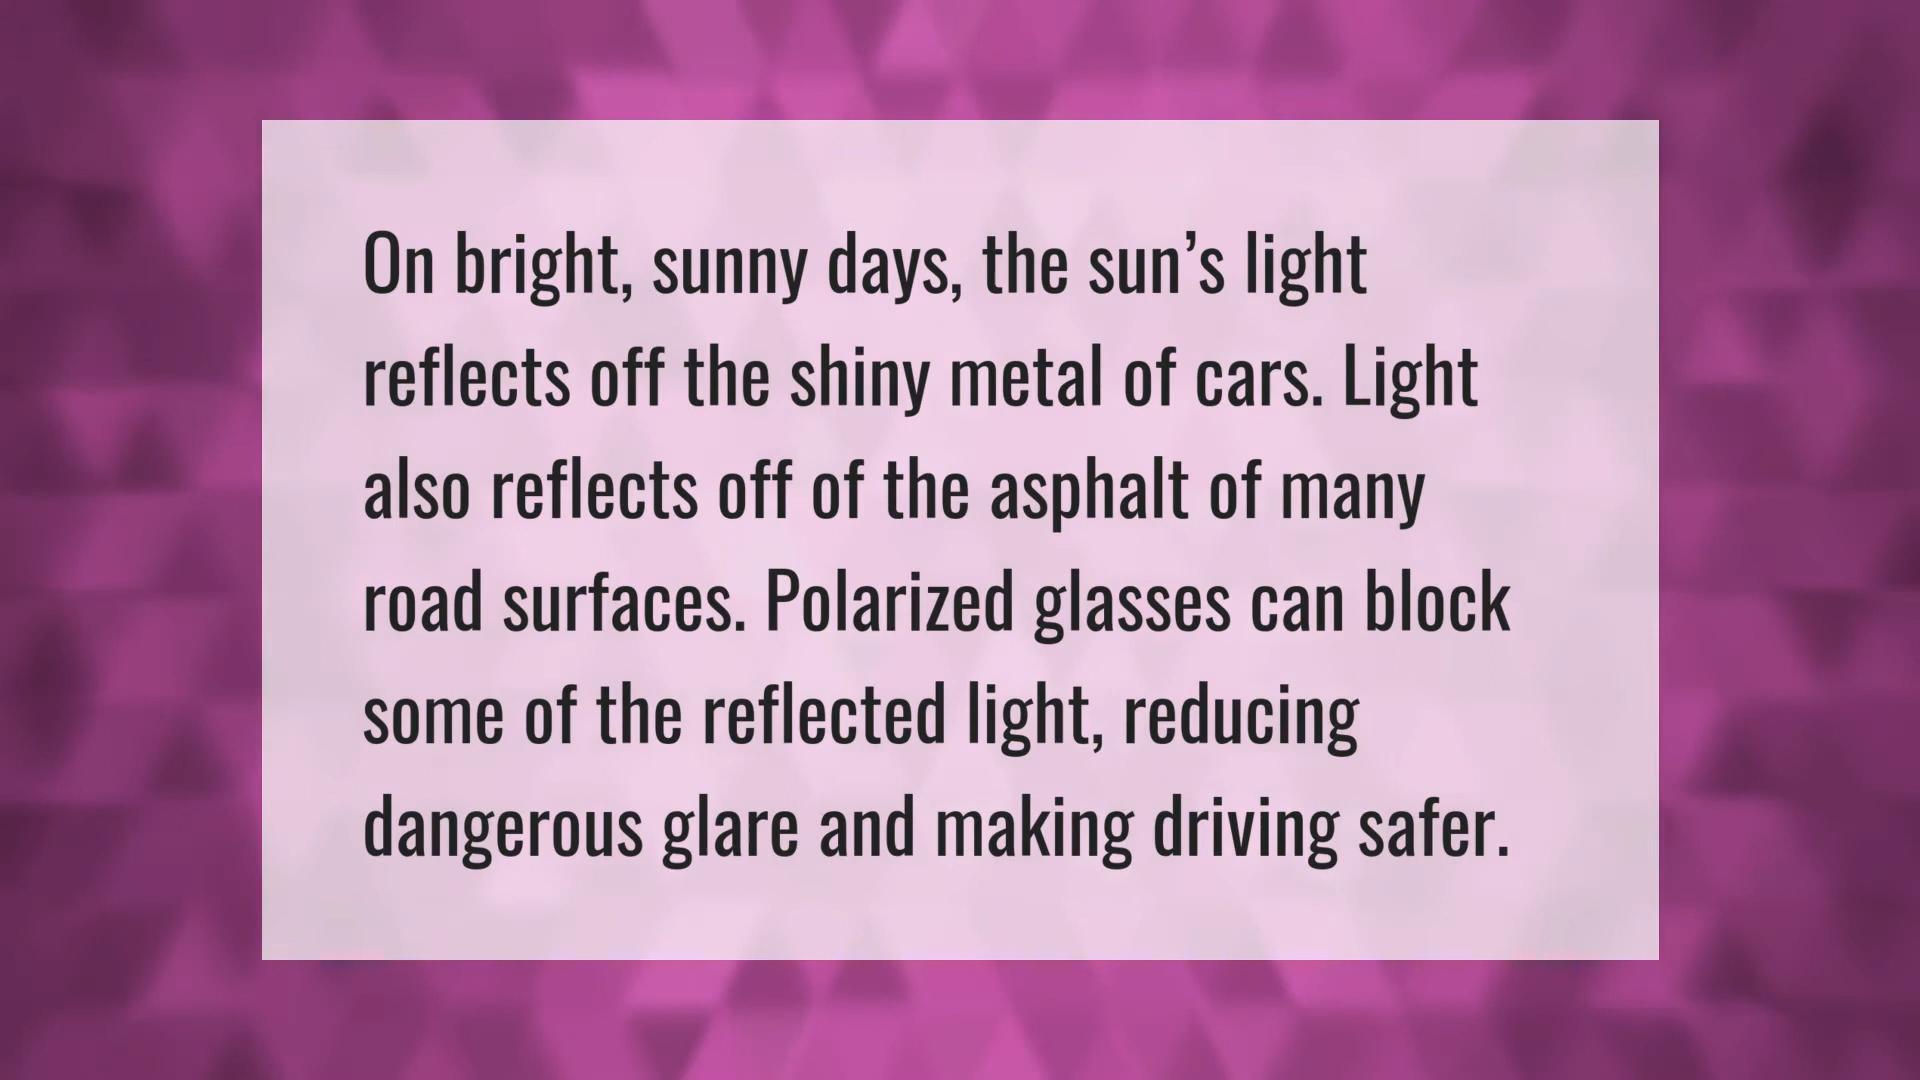 On bright, sunny days, the sun’s light
reflects off the shiny metal of cars. Light
also reflects off of the asphalt of many
road surfaces. Polarized glasses can block
some of the reflected light, reducing
dangerous glare and making driving safer.